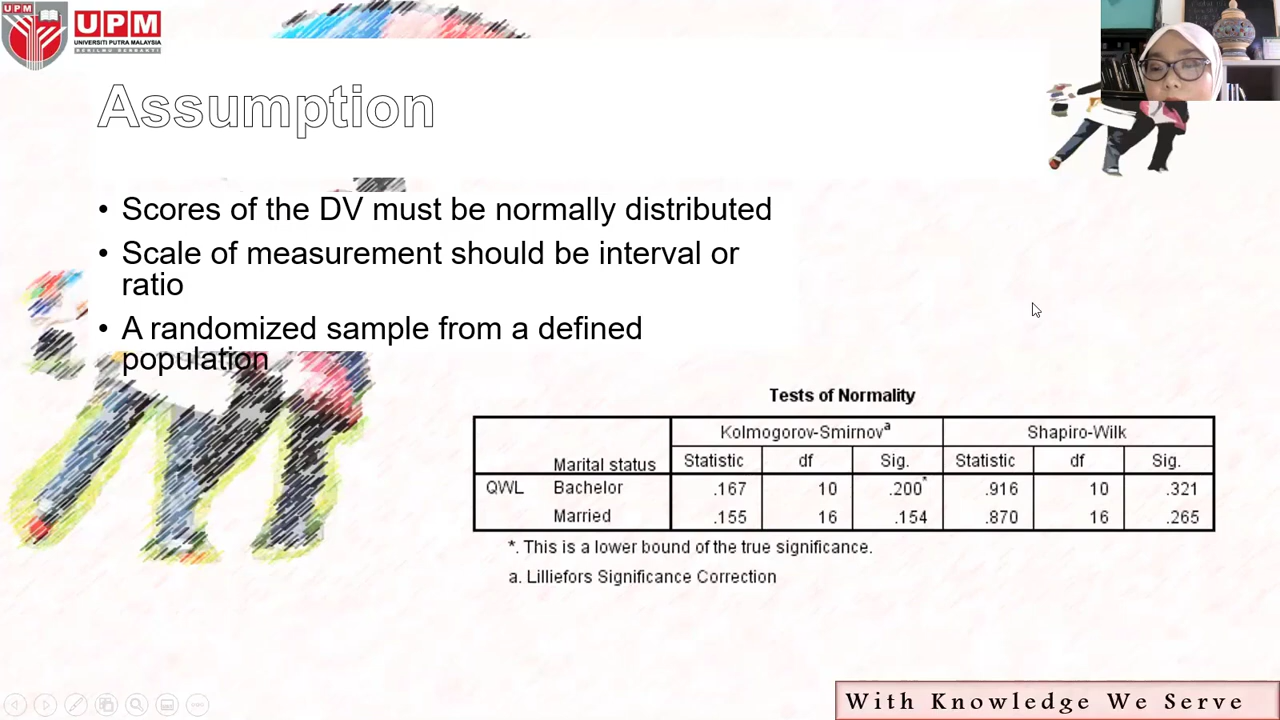 UPM
UPM
UNIVERSITI PUTRA MALAYSIA
BERILMU BERBAKTI
Assumption
• Scores of the DV must be normally distributed
• Scale of measurement should be interval or
ratio
• A randomized sample from a defined
population
Tests of Normality
Kolmogorov-Smirnov^a Shapiro-Wilk
Marital status Statistic df Sig. Statistic df Sig.
QWL Bachelor .167 10 .200* .916 10 .321
Married .155 16 .154 .870 16 .265
*. This is a lower bound of the true significance.
a. Lilliefors Significance Correction
With Knowledge We Serve